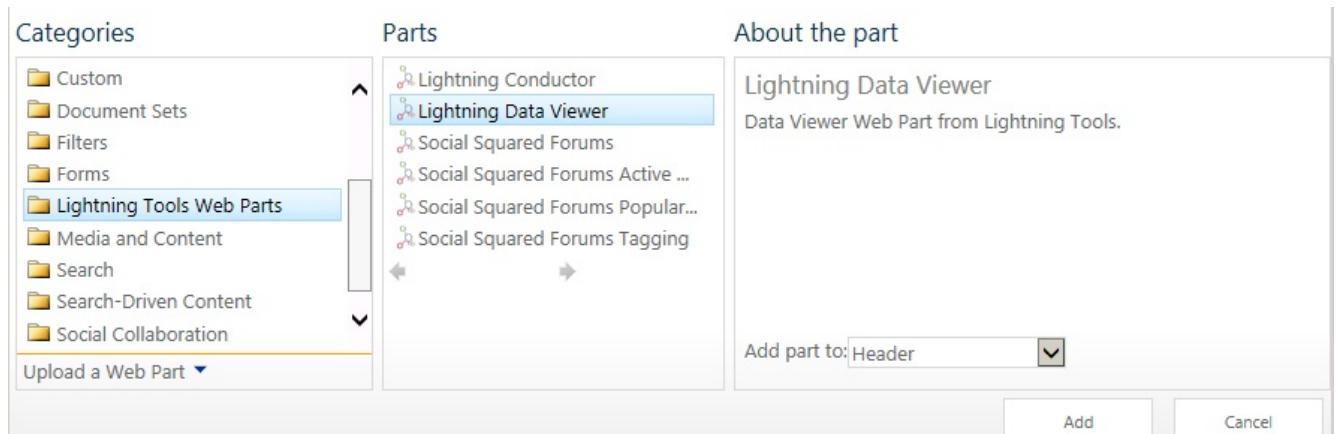 Categories
Custom
Document Sets
Filters
Forms
Lightning Tools Web Parts
Media and Content
Search
Search-Driven Content
Social Collaboration
Upload a Web Part
Parts
Lightning Conductor
Lightning Data Viewer
Social Squared Forums
Social Squared Forums Active ...
Social Squared Forums Popular...
Social Squared Forums Tagging
About the part
Lightning Data Viewer
Data Viewer Web Part from Lightning Tools.
Add part to: Header
Add
Cancel